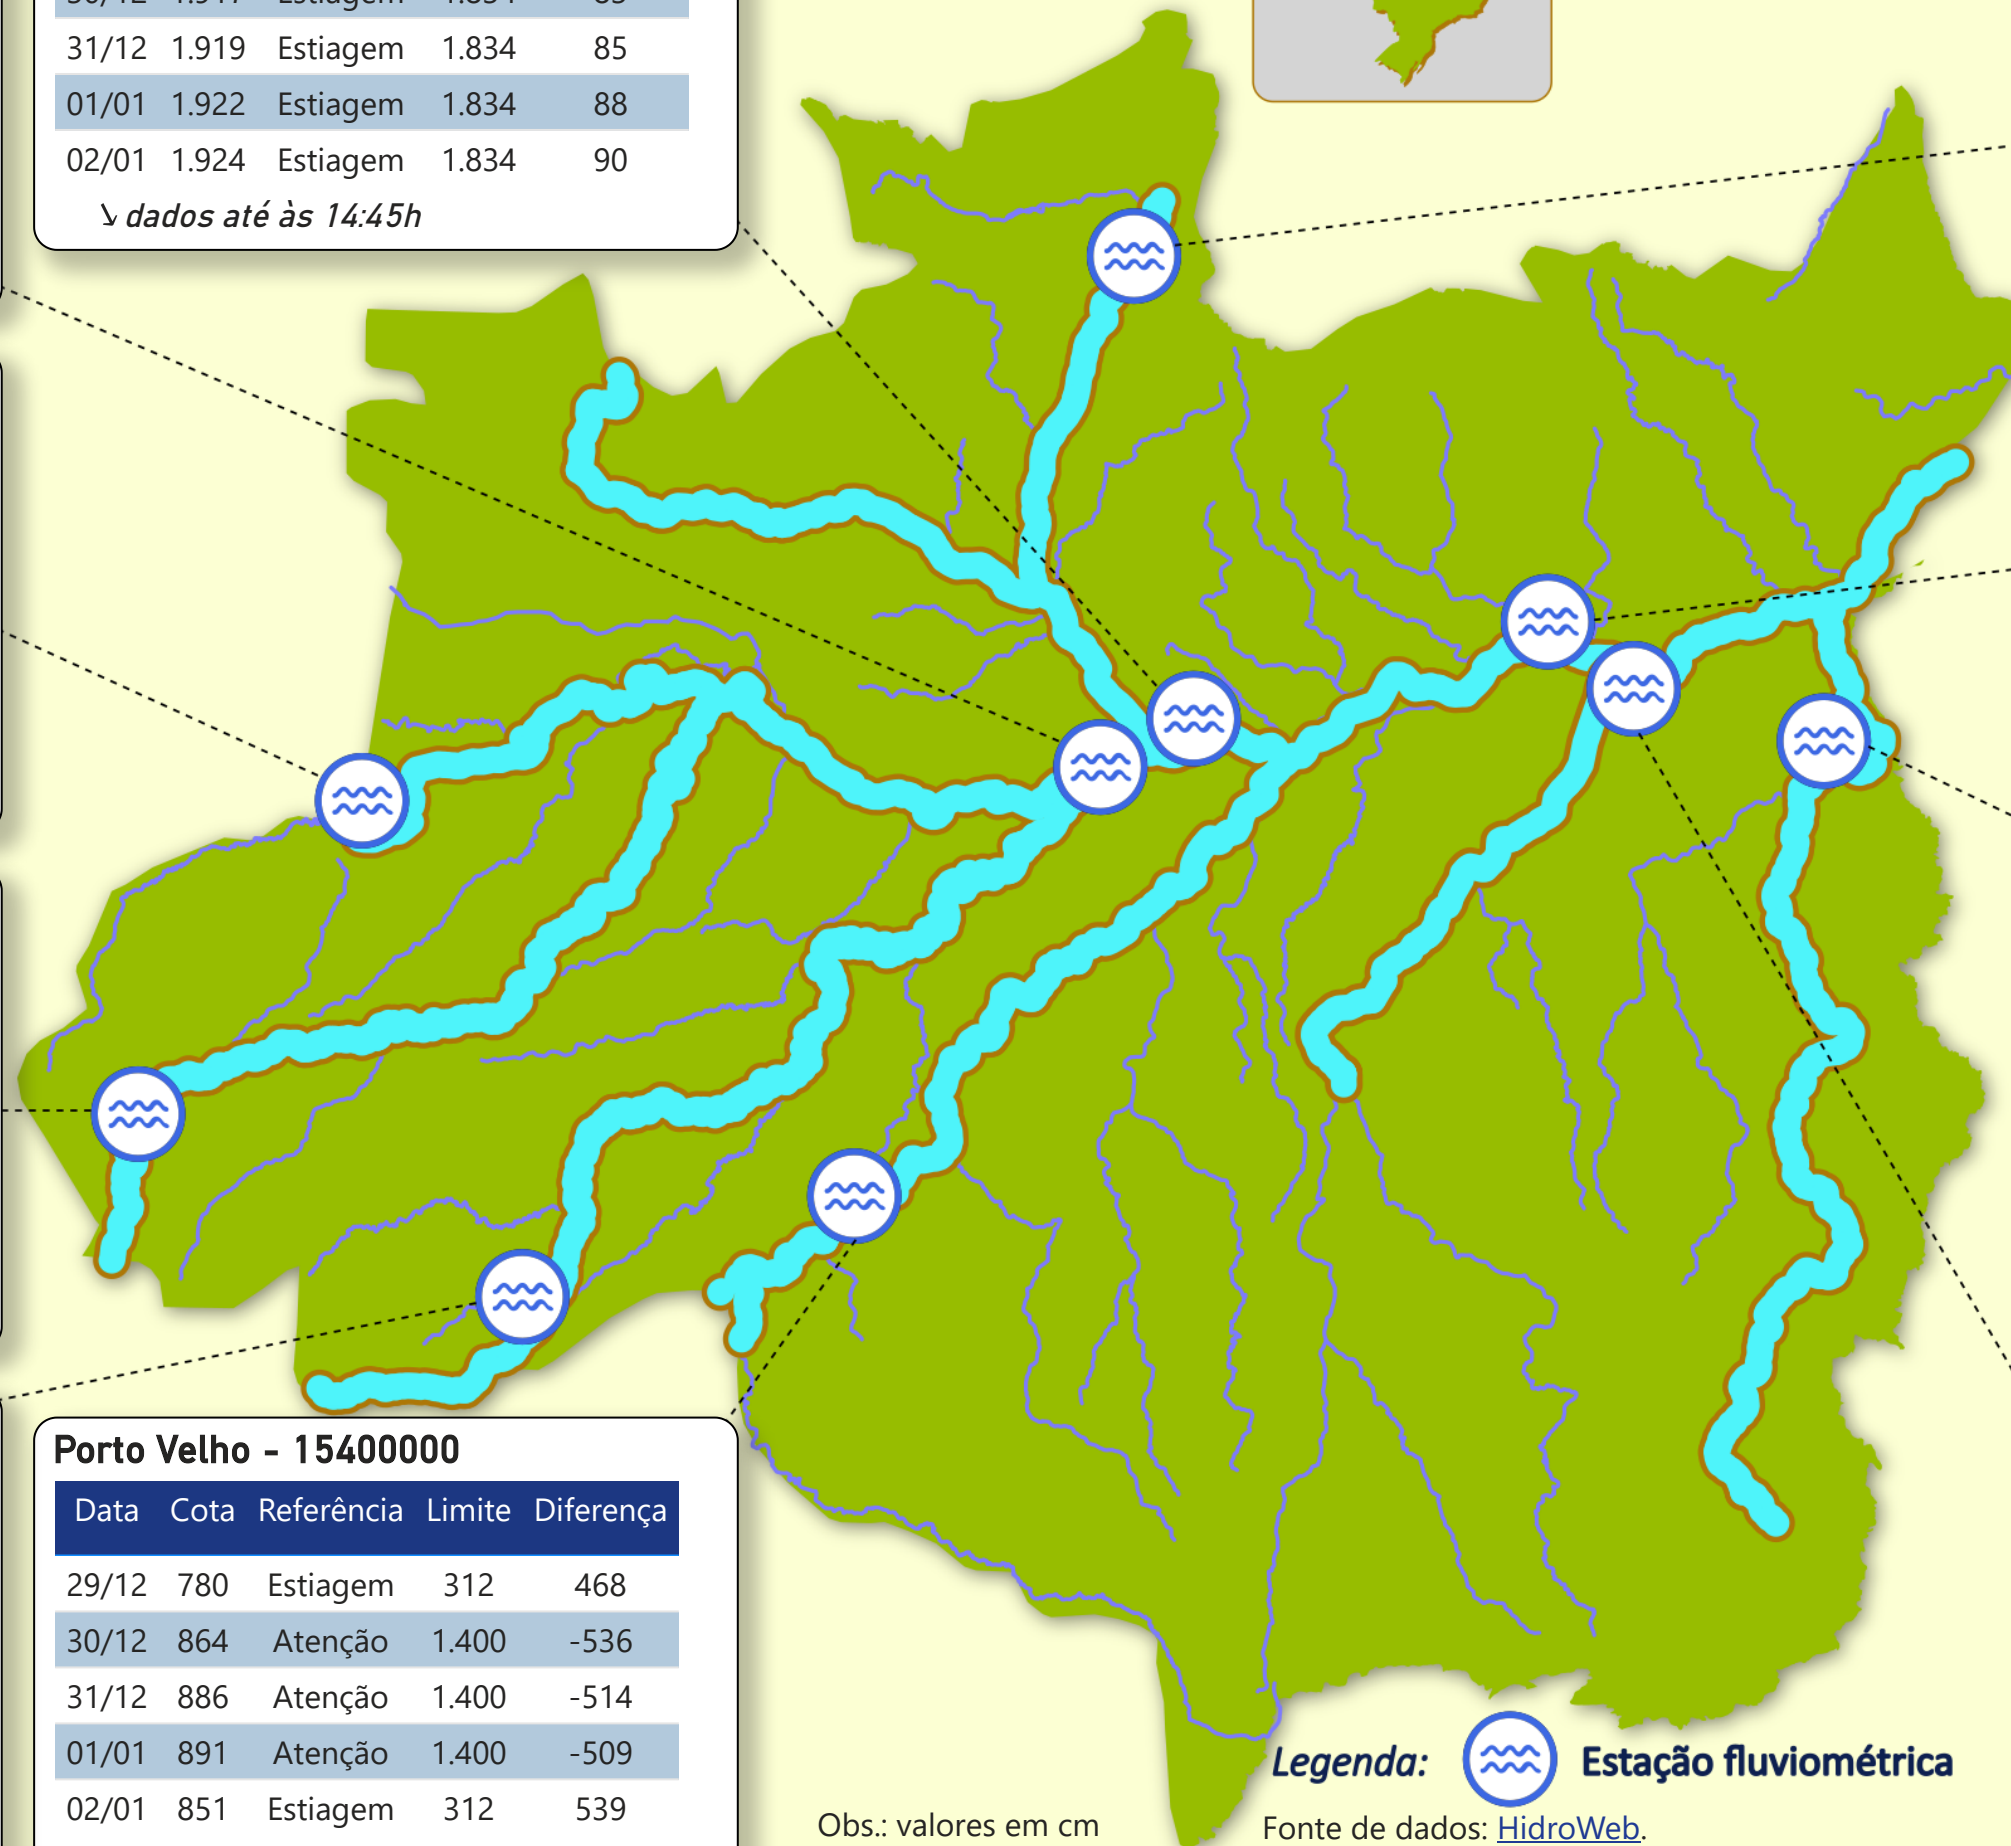 31/12 1.919 Estiagem 1.834 85
01/01 1.922 Estiagem 1.834 88
02/01 1.924 Estiagem 1.834 90
↘ dados até às 14:45h
Porto Velho - 15400000
Data Cota Referência Limite Diferença
29/12 780 Estiagem 312 468
30/12 864 Atenção 1.400 -536
31/12 886 Atenção 1.400 -514
01/01 891 Atenção 1.400 -509
02/01 851 Estiagem 312 539
Legenda: Estação fluviométrica
Obs.: valores em cm
Fonte de dados: HidroWeb.